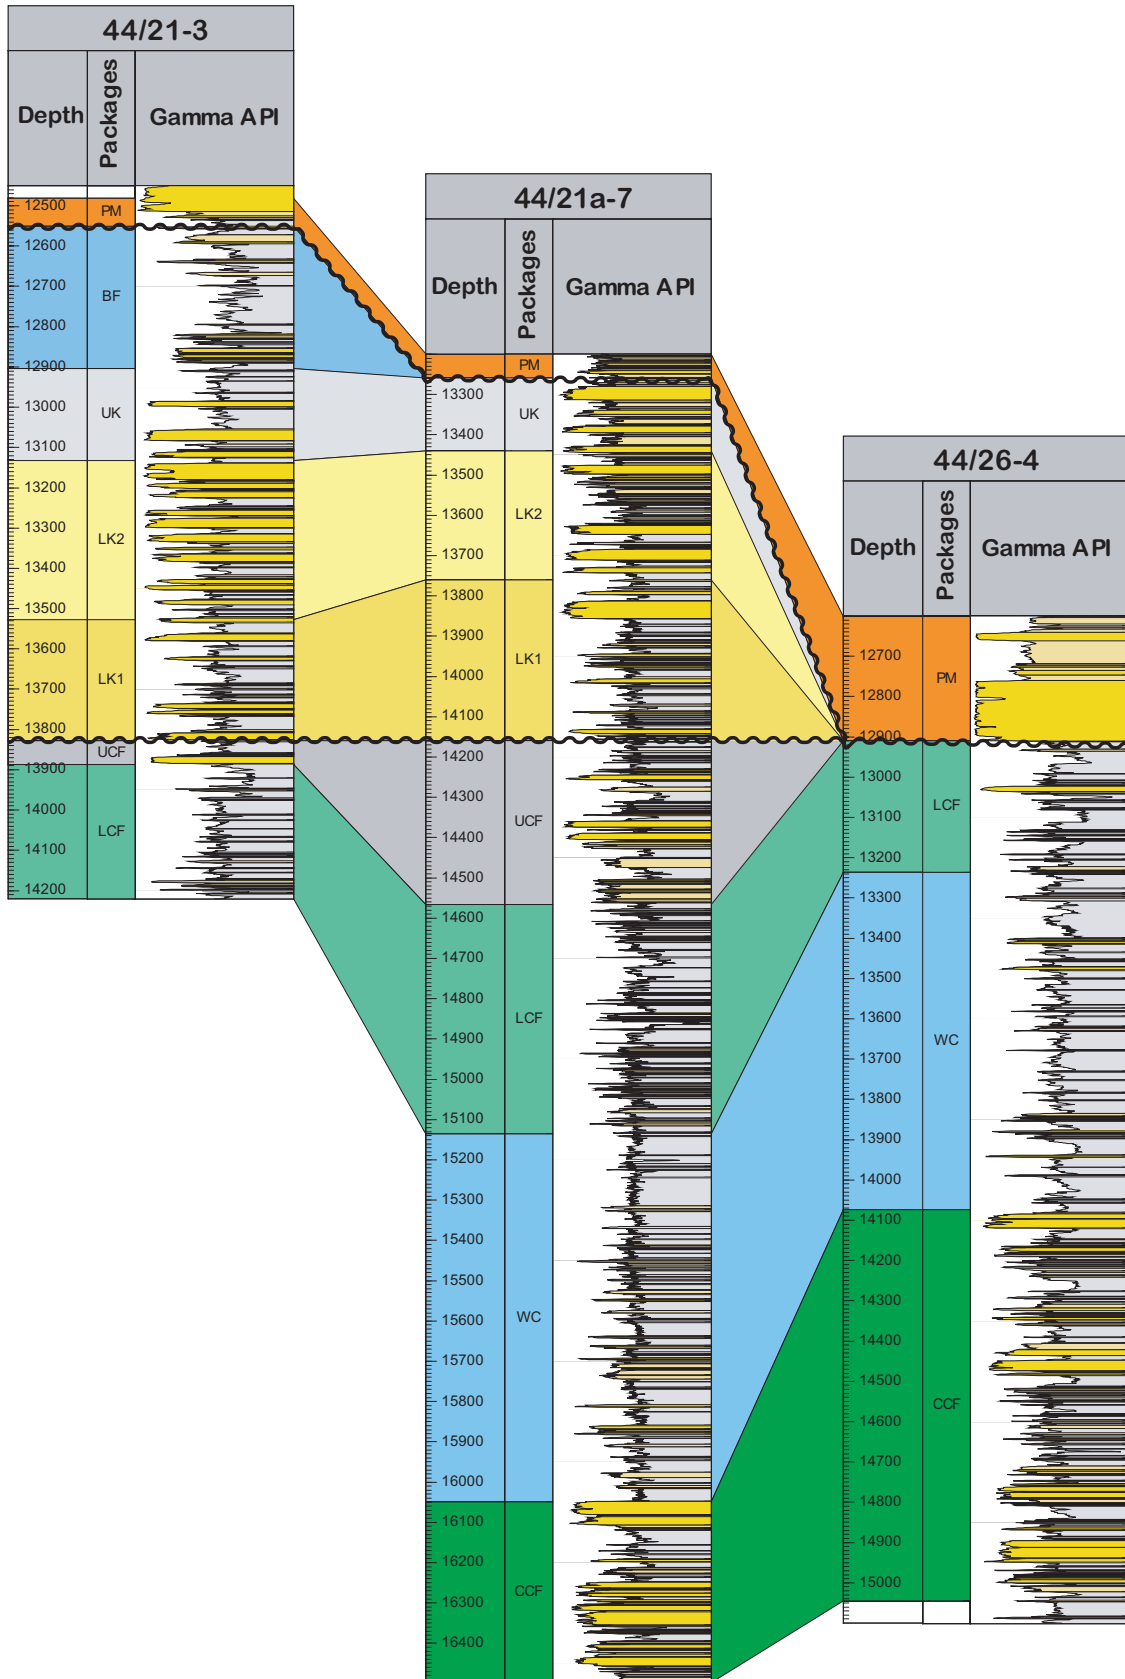 44/21-3
Depth
Packages
Gamma API
12500
12600
12700
12800
12900
13000
13100
13200
13300
13400
13500
13600
13700
13800
13900
14000
14100
14200
PM
BF
UK
LK2
LK1
UCF
LCF
44/21a-7
Depth
Packages
Gamma API
13300
13400
13500
13600
13700
13800
13900
14000
14100
14200
14300
14400
14500
14600
14700
14800
14900
15000
15100
15200
15300
15400
15500
15600
15700
15800
15900
16000
16100
16200
16300
16400
PM
UK
LK2
LK1
UCF
LCF
WC
CCF
44/26-4
Depth
Packages
Gamma API
12700
12800
12900
13000
13100
13200
13300
13400
13500
13600
13700
13800
13900
14000
14100
14200
14300
14400
14500
14600
14700
14800
14900
15000
PM
LCF
WC
CCF